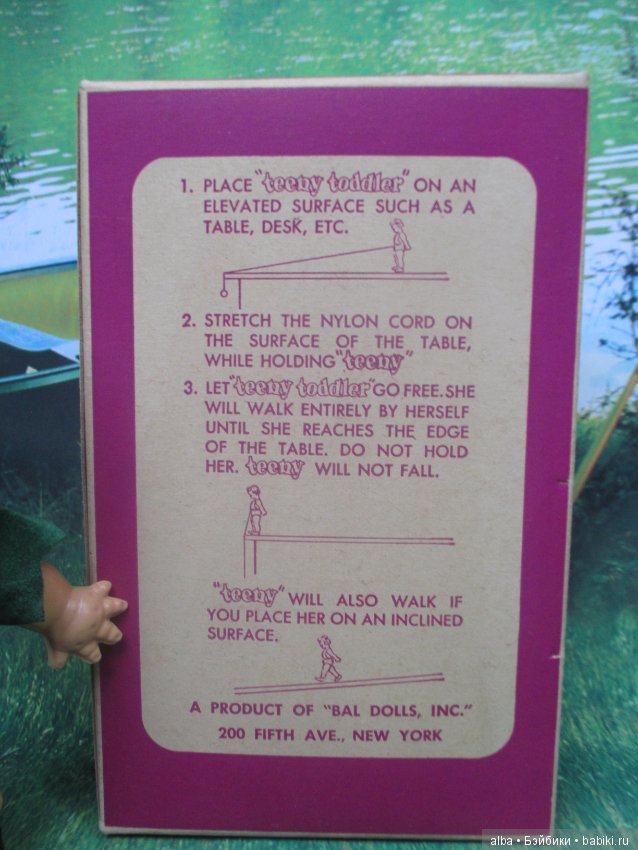 1. PLACE "teeny toddler" ON AN
ELEVATED SURFACE SUCH AS A
TABLE, DESK, ETC.
2. STRETCH THE NYLON CORD ON
THE SURFACE OF THE TABLE,
WHILE HOLDING "teeny"
3. LET "teeny toddler" GO FREE. SHE
WILL WALK ENTIRELY BY HERSELF
UNTIL SHE REACHES THE EDGE
OF THE TABLE. DO NOT HOLD
HER. teeny WILL NOT FALL.
"teeny" WILL ALSO WALK IF
YOU PLACE HER ON AN INCLINED
SURFACE.
A PRODUCT OF "BAL DOLLS, INC."
200 FIFTH AVE., NEW YORK
alba • Бэйбики • babiki.ru